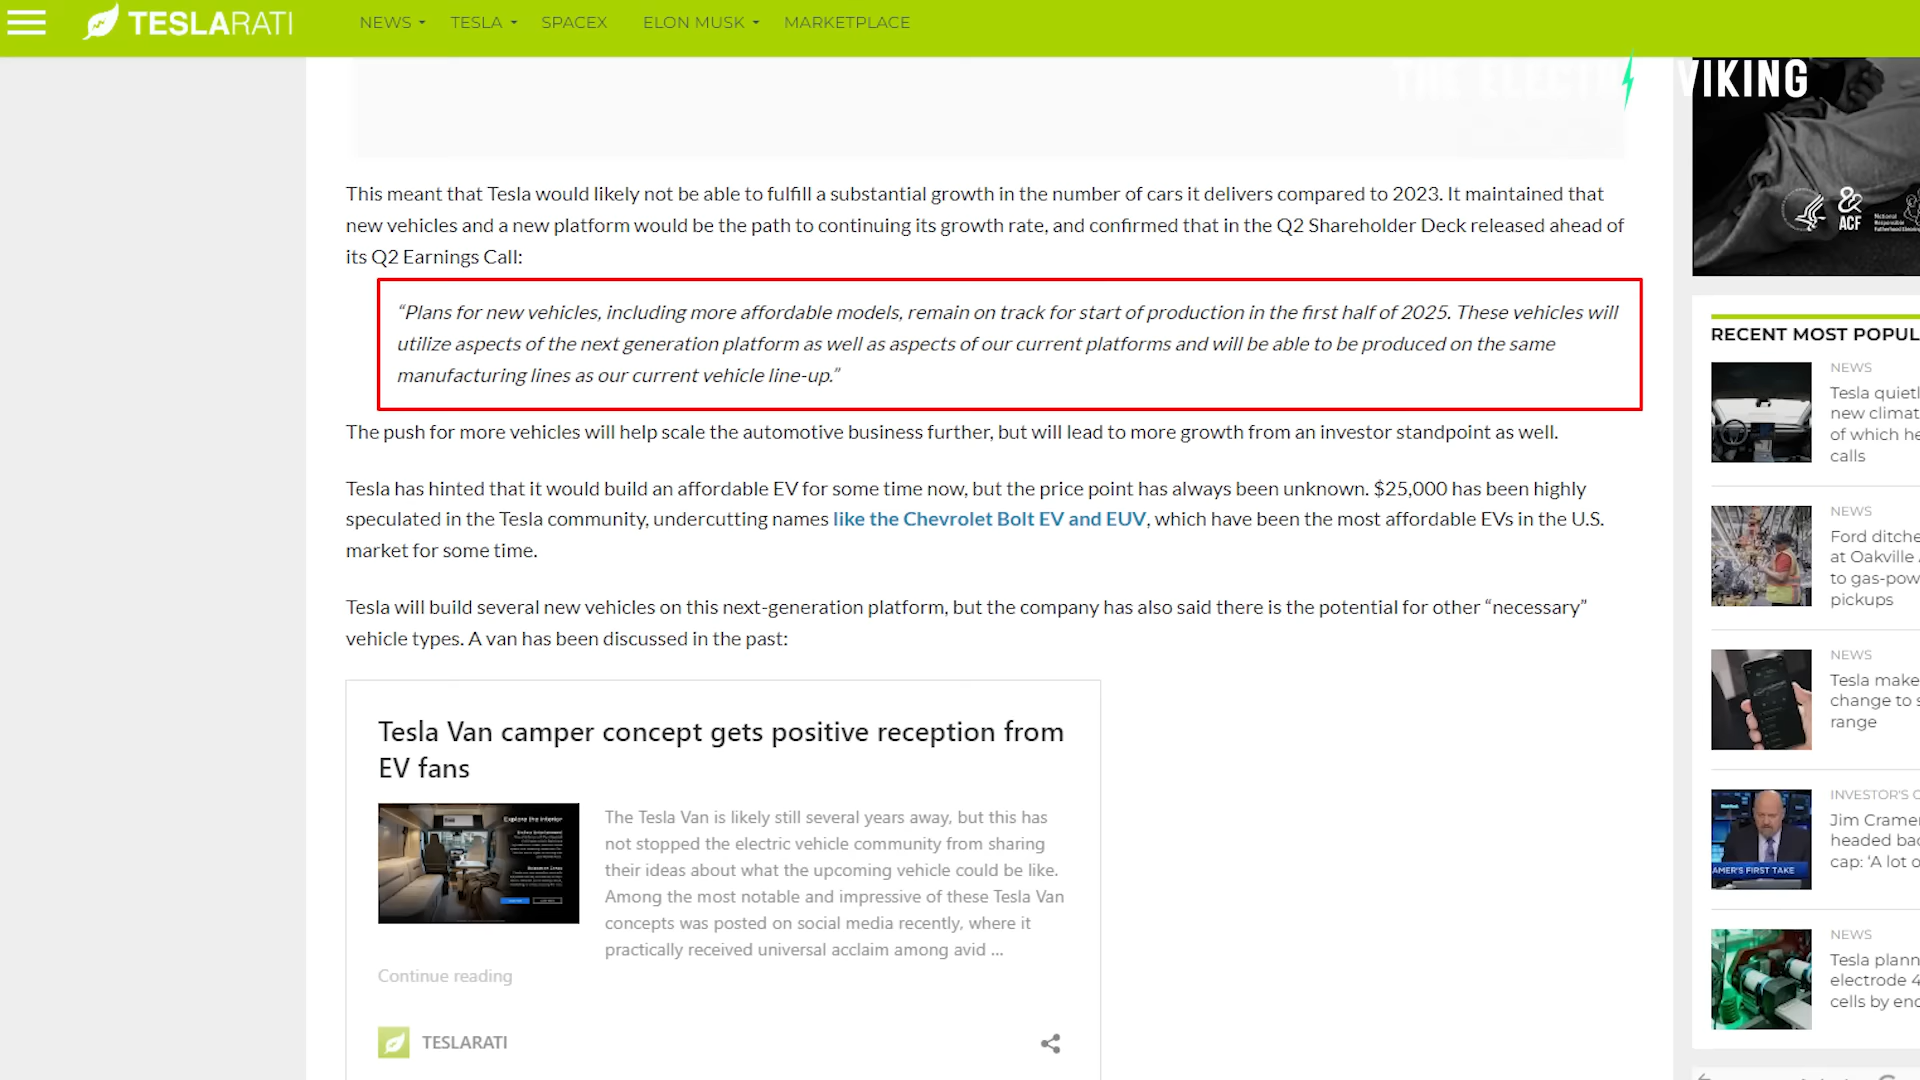 TESLARATI
NEWS
TESLA
SPACEX
ELON MUSK
MARKETPLACE
VIKING
This meant that Tesla would likely not be able to fulfill a substantial growth in the number of cars it delivers compared to 2023. It maintained that
new vehicles and a new platform would be the path to continuing its growth rate, and confirmed that in the Q2 Shareholder Deck released ahead of
its Q2 Earnings Call:
“Plans for new vehicles, including more affordable models, remain on track for start of production in the first half of 2025. These vehicles will
utilize aspects of the next generation platform as well as aspects of our current platforms and will be able to be produced on the same
manufacturing lines as our current vehicle line-up.”
The push for more vehicles will help scale the automotive business further, but will lead to more growth from an investor standpoint as well.
Tesla has hinted that it would build an affordable EV for some time now, but the price point has always been unknown. $25,000 has been highly
speculated in the Tesla community, undercutting names like the Chevrolet Bolt EV and EUV, which have been the most affordable EVs in the U.S.
market for some time.
Tesla will build several new vehicles on this next-generation platform, but the company has also said there is the potential for other “necessary”
vehicle types. A van has been discussed in the past:
Tesla Van camper concept gets positive reception from
EV fans
Explore the interior
The Tesla Van is likely still several years away, but this has
not stopped the electric vehicle community from sharing
their ideas about what the upcoming vehicle could be like.
Among the most notable and impressive of these Tesla Van
concepts was posted on social media recently, where it
practically received universal acclaim among avid ...
Continue reading
TESLARATI
ACF
RECENT MOST POPUL
NEWS
Tesla quietl
new climat
of which he
calls
NEWS
Ford ditche
at Oakville
to gas-pow
pickups
NEWS
Tesla make
change to s
range
INVESTOR'S C
Jim Cramer
headed bac
cap: ‘A lot o
AMER'S FIRST TAKE
NEWS
Tesla plann
electrode 4
cells by enc